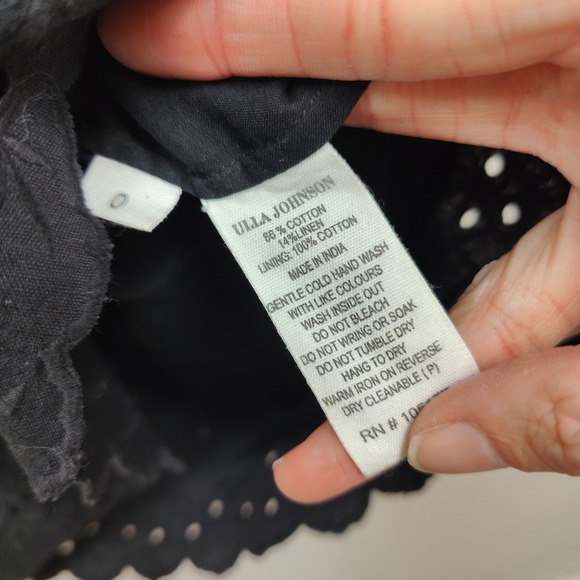 0
ULLA JOHNSON
86 % COTTON
14%LINEN
LINING: 100% COTTON
MADE IN INDIA
GENTLE COLD HAND WASH
WITH LIKE COLOURS
WASH INSIDE OUT
DO NOT BLEACH
DO NOT WRING OR SOAK
DO NOT TUMBLE DRY
HANG TO DRY
WARM IRON ON REVERSE
DRY CLEANABLE ( P)
RN #